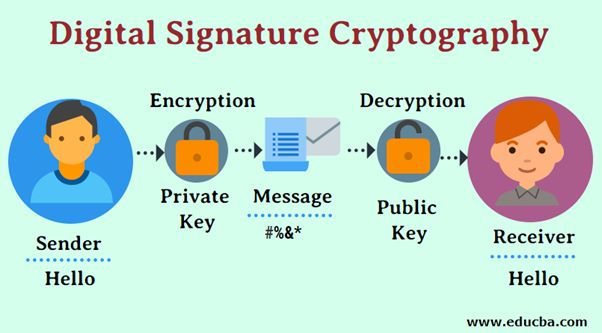 Digital Signature Cryptography
Encryption
Decryption
Private
Key
Message
#%&*
Public
Key
Sender
Hello
Receiver
Hello
www.educba.com